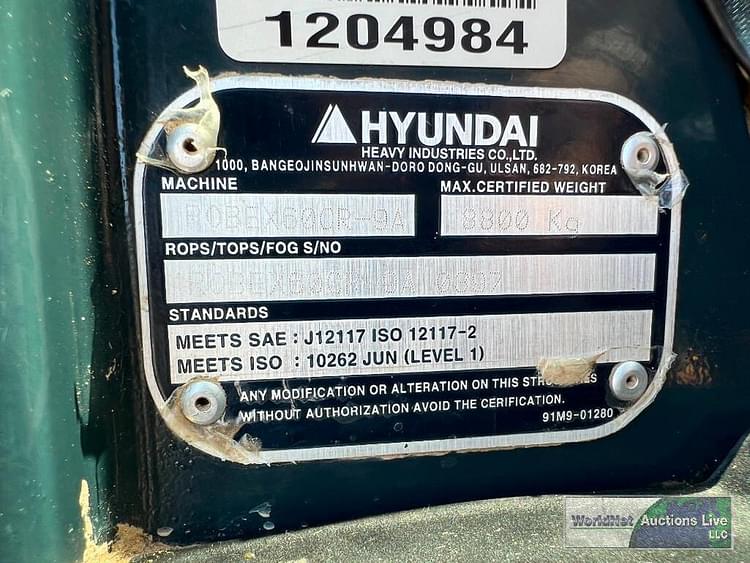 1204984
HYUNDAI
HEAVY INDUSTRIES CO.,LTD.
1000, BANGEOJINSUNHWAN-DORO DONG-GU, ULSAN, 682-792, KOREA
MACHINE
MAX.CERTIFIED WEIGHT
ROBEX60CR-9A
8800 Kg
ROPS/TOPS/FOG S/NO
ROBEX60CR-9A 0397
STANDARDS
MEETS SAE : J12117 ISO 12117-2
MEETS ISO : 10262 JUN (LEVEL 1)
ANY MODIFICATION OR ALTERATION ON THIS
WITHOUT AUTHORIZATION AVOID THE CERIFICATION.
91M9-01280
WorldNet Auctions Live
LLC